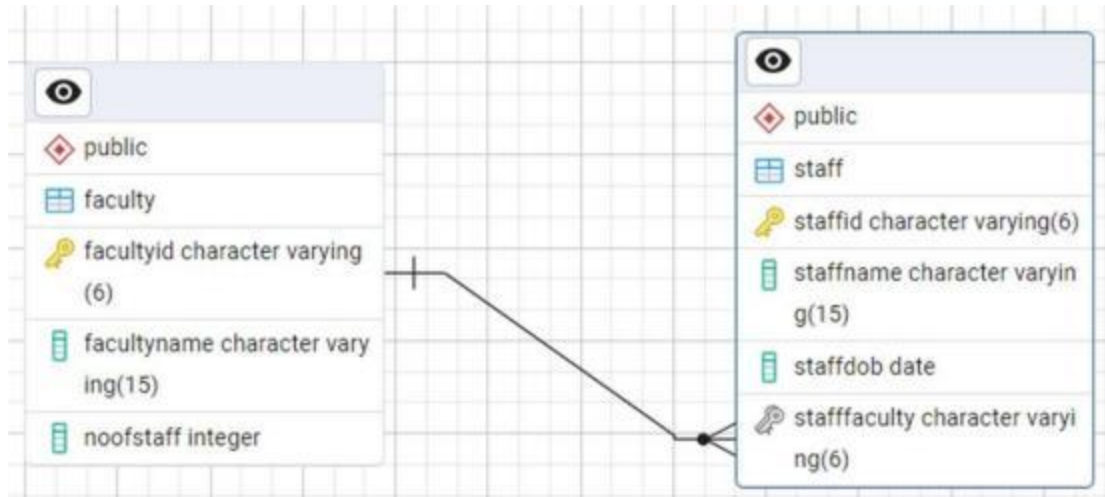 public
faculty
facultyid character varying
(6)
facultyname character vary
ing(15)
noofstaff integer
public
staff
staffid character varying(6)
staffname character varyin
g(15)
staffdob date
stafffaculty character varyi
ng(6)